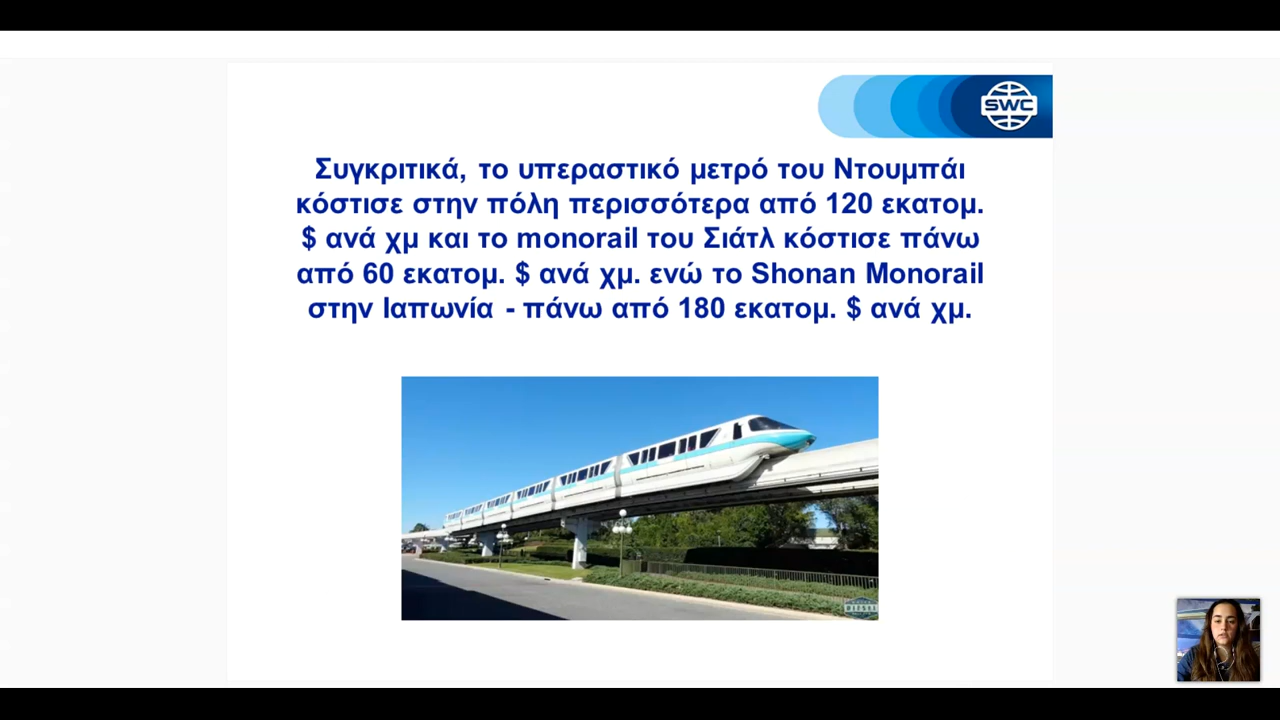 SWC
Συγκριτικά, το υπεραστικό μετρό του Ντουμπάι
κόστισε στην πόλη περισσότερα από 120 εκατομ.
$ ανά χμ και το monorail του Σιάτλ κόστισε πάνω
από 60 εκατομ. $ ανά χμ. ενώ το Shonan Monorail
στην Ιαπωνία - πάνω από 180 εκατομ. $ ανά χμ.